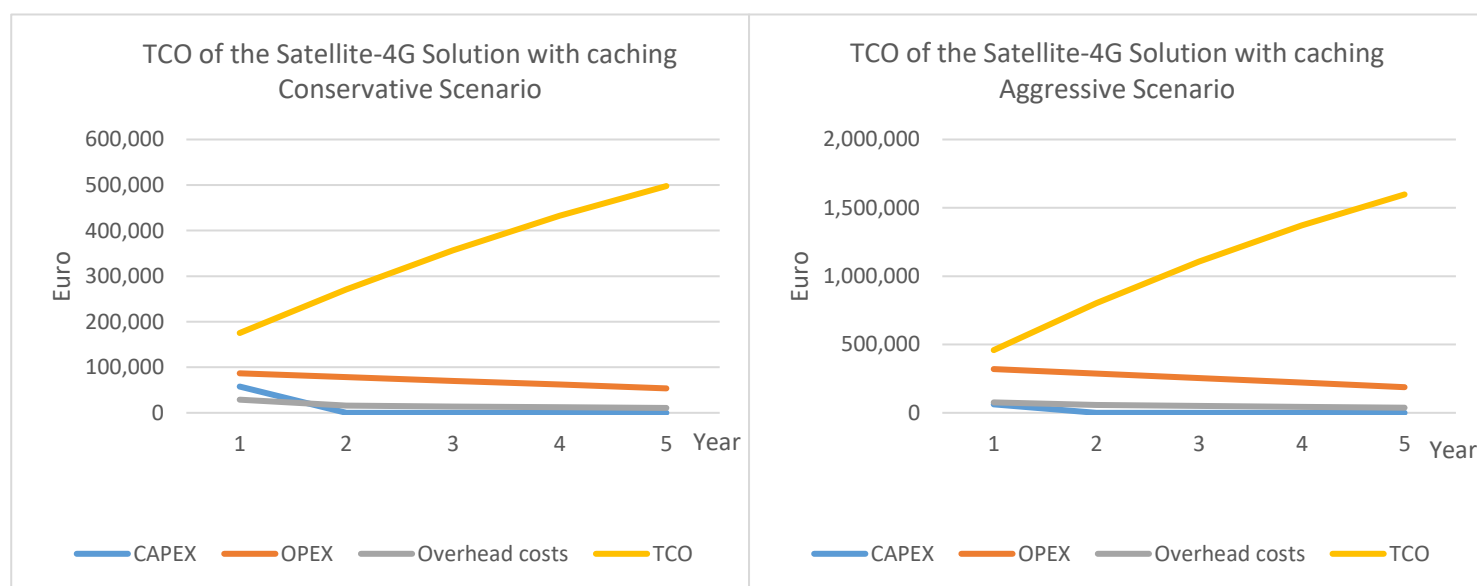 TCO of the Satellite-4G Solution with caching
Conservative Scenario
600,000
500,000
400,000
300,000
200,000
100,000
0
Euro
1 2 3 4 5 Year
CAPEX OPEX Overhead costs TCO
TCO of the Satellite-4G Solution with caching
Aggressive Scenario
2,000,000
1,500,000
1,000,000
500,000
0
Euro
1 2 3 4 5 Year
CAPEX OPEX Overhead costs TCO